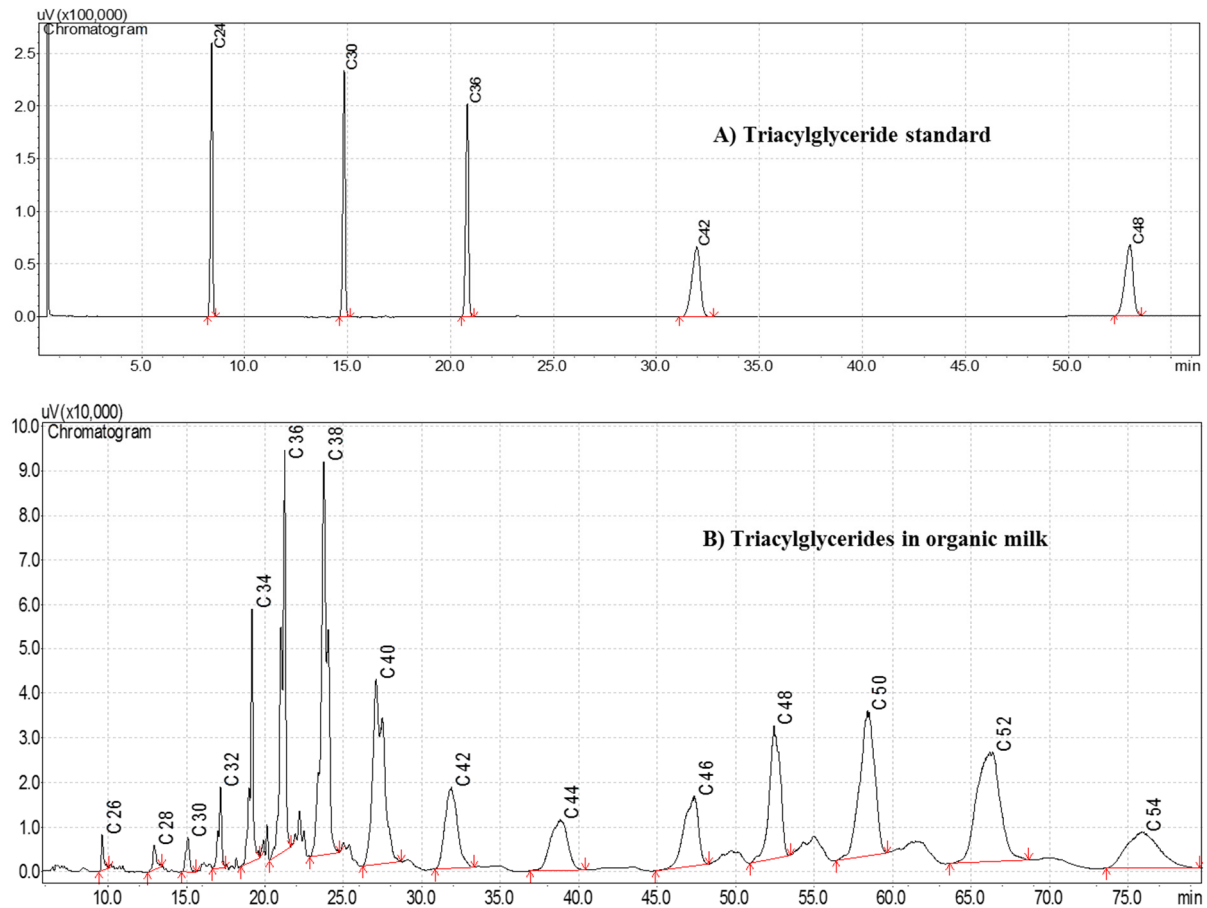 uV(x100,000)
Chromatogram
C24
C30
C36
C42
C48
A) Triacylglyceride standard
2.5
2.0
1.5
1.0
0.5
0.0
5.0 10.0 15.0 20.0 25.0 30.0 35.0 40.0 45.0 50.0 min
uV(x10,000)
Chromatogram
10.0
9.0
8.0
7.0
6.0
5.0
4.0
3.0
2.0
1.0
0.0
B) Triacylglycerides in organic milk
C 26
C 28
C 30
C 32
C 34
C 36
C 38
C 40
C 42
C 44
C 46
C 48
C 50
C 52
C 54
10.0 15.0 20.0 25.0 30.0 35.0 40.0 45.0 50.0 55.0 60.0 65.0 70.0 75.0 min